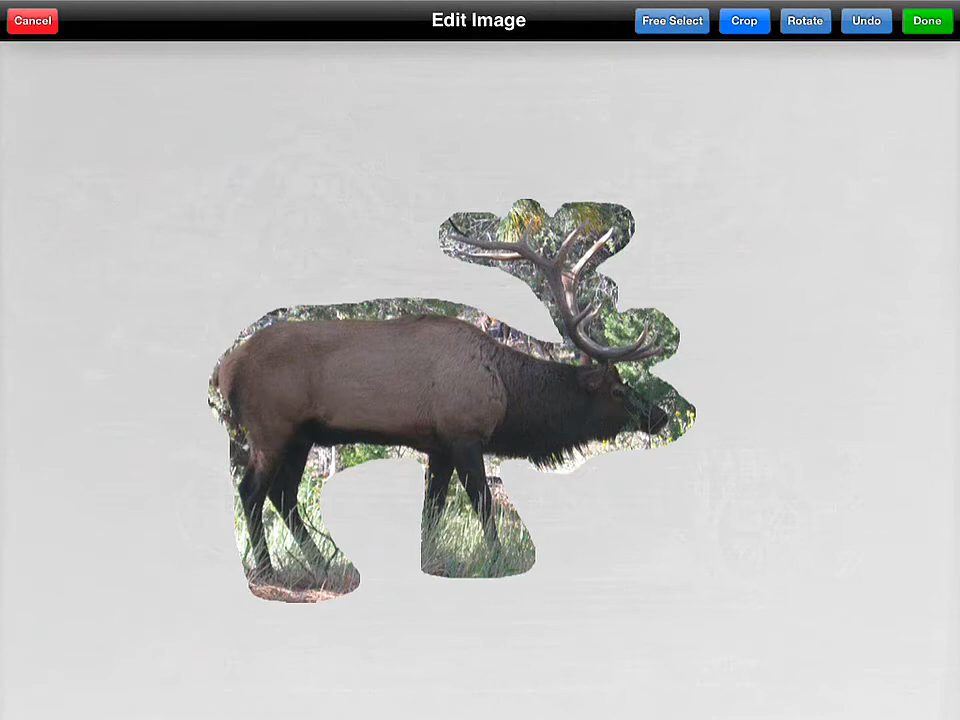 Cancel
Edit Image
Free Select
Crop
Rotate
Undo
Done